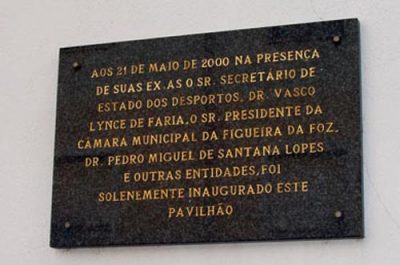 AOS 21 DE MAIO DE 2000 NA PRESENÇA
DE SUAS EX.AS O SR. SECRETÁRIO DE
ESTADO DOS DESPORTOS, DR. VASCO
LYNCE DE FARIA, O SR. PRESIDENTE DA
CÂMARA MUNICIPAL DA FIGUEIRA DA FOZ,
DR. PEDRO MIGUEL DE SANTANA LOPES
E OUTRAS ENTIDADES, FOI
SOLENEMENTE INAUGURADO ESTE
PAVILHÃO